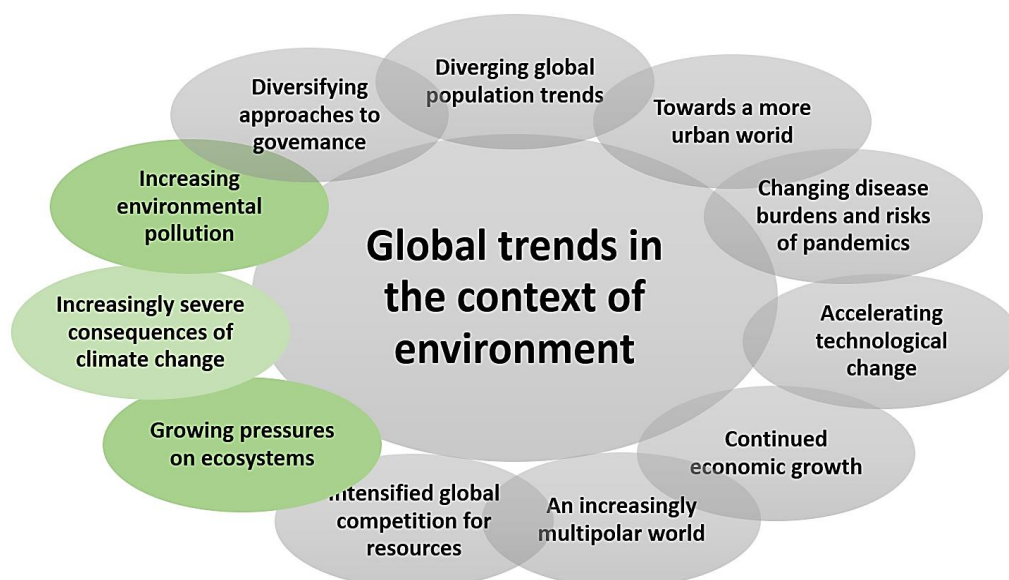 Diverging global
population trends
Diversifying
approaches to
govemance
Towards a more
urban worid
Increasing
environmental
pollution
Changing disease
burdens and risks
of pandemics
Global trends in
the context of
environment
Increasingly severe
consequences of
climate change
Accelerating
technological
change
Growing pressures
on ecosystems
Continued
economic growth
Intensified global
competition for
resources
An increasingly
multipolar world